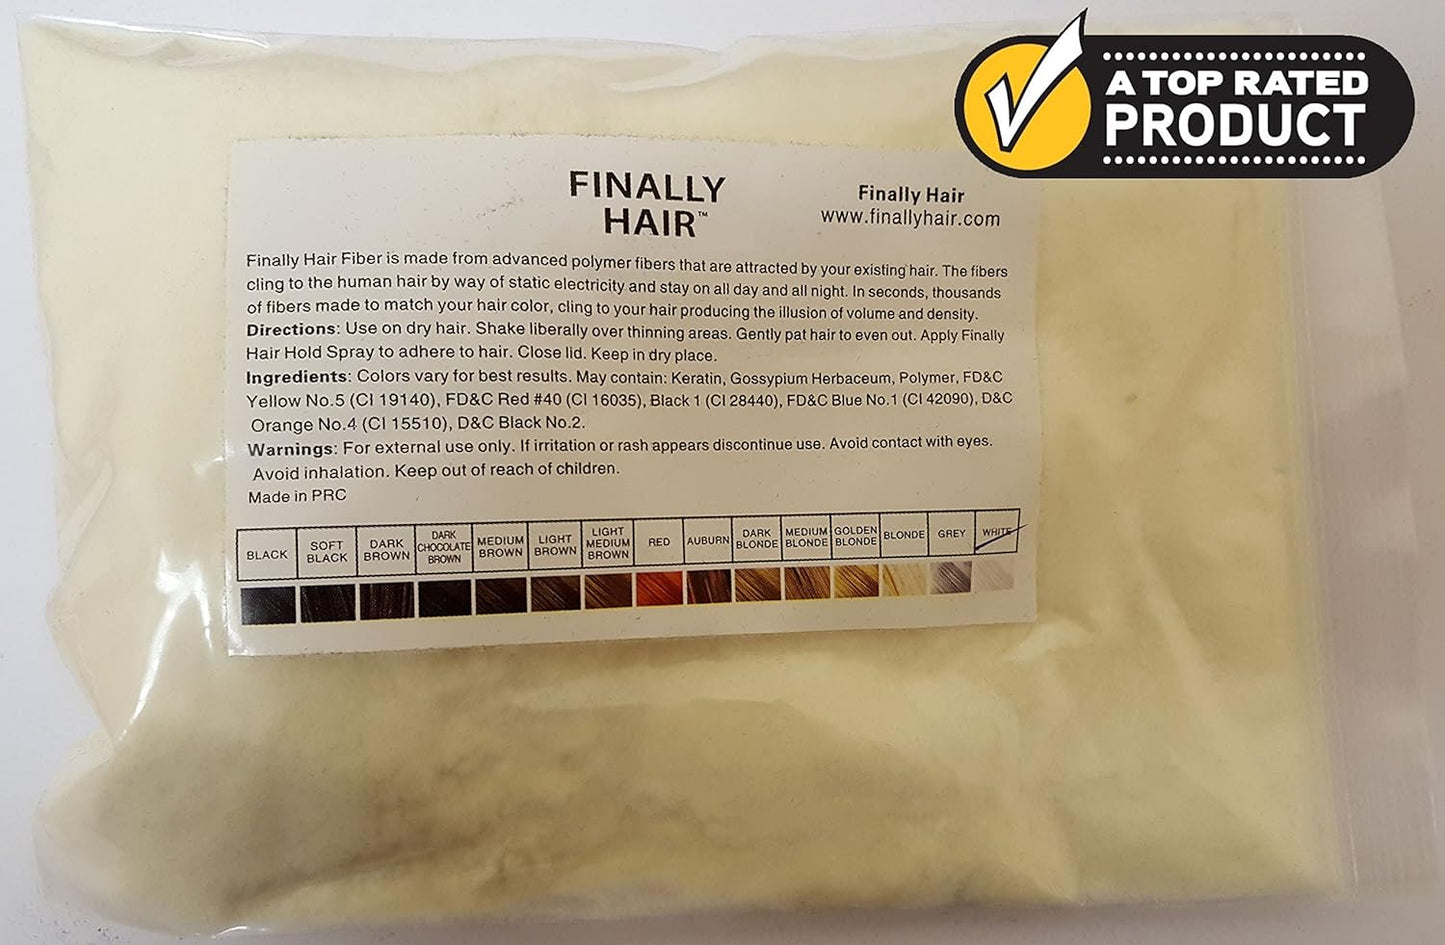 A TOP RATED
PRODUCT
FINALLY
HAIR™
Finally Hair
www.finallyhair.com
Finally Hair Fiber is made from advanced polymer fibers that are attracted by your existing hair. The fibers
cling to the human hair by way of static electricity and stay on all day and all night. In seconds, thousands
of fibers made to match your hair color, cling to your hair producing the illusion of volume and density.
Directions: Use on dry hair. Shake liberally over thinning areas. Gently pat hair to even out. Apply Finally
Hair Hold Spray to adhere to hair. Close lid. Keep in dry place.
Ingredients: Colors vary for best results. May contain: Keratin, Gossypium Herbaceum, Polymer, FD&C
Yellow No.5 (CI 19140), FD&C Red #40 (CI 16035), Black 1 (CI 28440), FD&C Blue No.1 (CI 42090), D&C
Orange No.4 (CI 15510), D&C Black No.2.
Warnings: For external use only. If irritation or rash appears discontinue use. Avoid contact with eyes.
Avoid inhalation. Keep out of reach of children.
Made in PRC
BLACK
SOFT
BLACK
DARK
BROWN
DARK
CHOCOLATE
BROWN
MEDIUM
BROWN
LIGHT
BROWN
LIGHT
MEDIUM
BROWN
RED
AUBURN
DARK
BLONDE
MEDIUM
BLONDE
GOLDEN
BLONDE
BLONDE
GREY
WHITE